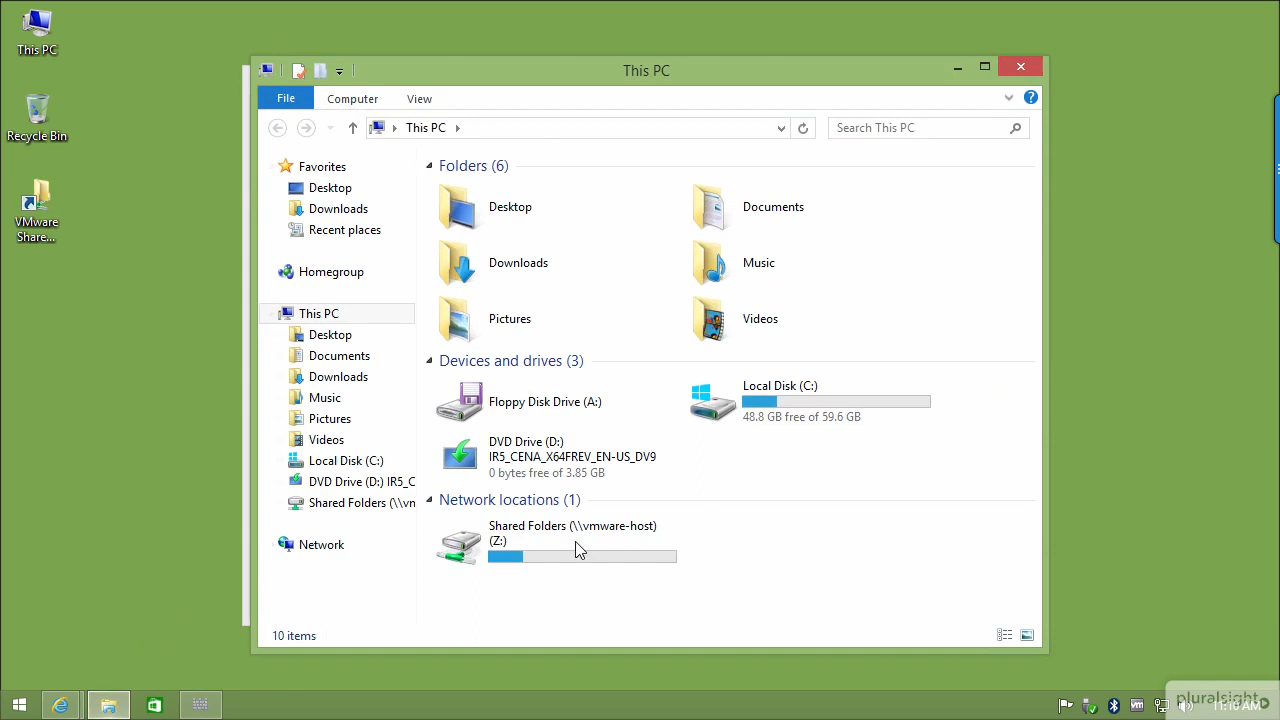 This PC
Recycle Bin
VMware
Share...
This PC
File
Computer
View
This PC
Search This PC
Favorites
Desktop
Downloads
Recent places
Homegroup
This PC
Desktop
Documents
Downloads
Music
Pictures
Videos
Local Disk (C:)
DVD Drive (D:) IR5_C
Shared Folders (\\vm
Network
Folders (6)
Desktop
Documents
Downloads
Music
Pictures
Videos
Devices and drives (3)
Floppy Disk Drive (A:)
Local Disk (C:)
48.8 GB free of 59.6 GB
DVD Drive (D:)
IR5_CENA_X64FREV_EN-US_DV9
0 bytes free of 3.85 GB
Network locations (1)
Shared Folders (\\vmware-host)
(Z:)
10 items
vm
pluralsight
11:10 AM